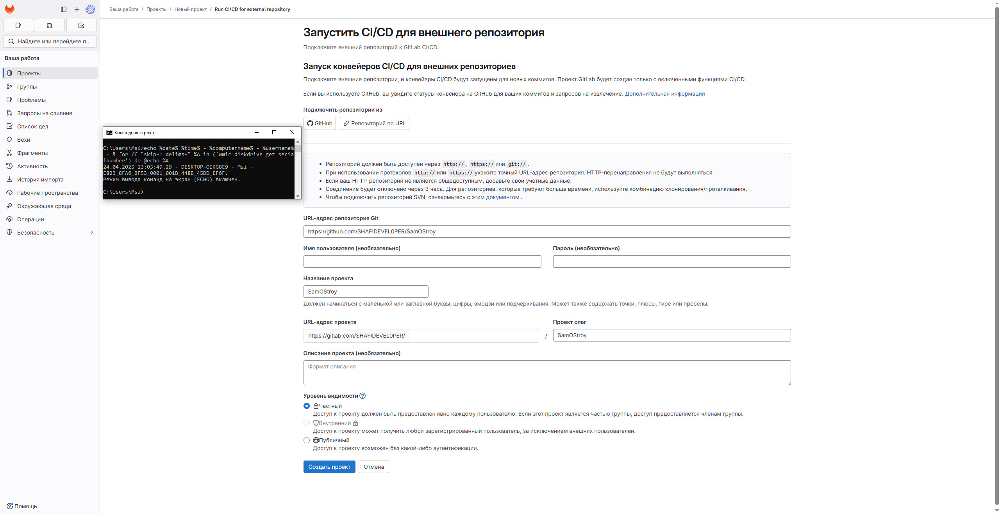 Ваша работа / Проекты / Новый проект / Run CI/CD for external repository
Найдите или перейдите п...
Ваша работа
Проекты
Группы
Проблемы
Запросы на слияние
Список дел
Вехи
Фрагменты
Активность
История импорта
Рабочие пространства
Окружающая среда
Операции
Безопасность
Помощь
Командная строка
C:\Users\Msi>echo %date% %time% - %computername% - %username%
- & for /f "skip=1 delims=" %A in ('wmic diskdrive get seria
lnumber') do @echo %A
24.04.2025 13:03:49,29 - DESKTOP-OIKG8E9 - Msi -
E823_8FA6_BF53_0001_001B_448B_45DD_EF6F.
Режим вывода команд на экран (ECHO) включен.
C:\Users\Msi>
Запустить CI/CD для внешнего репозитория
Подключите внешний репозиторий к GitLab CI/CD.
Запуск конвейеров CI/CD для внешних репозиториев
Подключите внешние репозитории, и конвейеры CI/CD будут запущены для новых коммитов. Проект GitLab будет создан только с включенными функциями CI/CD.
Если вы используете GitHub, вы увидите статусы конвейера на GitHub для ваших коммитов и запросов на извлечение. Дополнительная информация
Подключить репозитории из
GitHub
Репозиторий по URL
• Репозиторий должен быть доступен через http://, https:// или git://.
• При использовании протоколов http:// или https:// укажите точный URL-адрес репозитория. HTTP-перенаправления не будут выполняться.
• Если ваш HTTP-репозиторий не является общедоступным, добавьте свои учетные данные.
• Соединение будет отключено через 3 часа. Для репозиториев, которые требуют больше времени, используйте комбинацию клонирования/проталкивания.
• Чтобы подключить репозиторий SVN, ознакомьтесь с этим документом .
URL-адрес репозитория Git
https://github.com/SHAFIDEVEL0PER/SamOStroy
Имя пользователя (необязательно)
Пароль (необязательно)
Название проекта
SamOStroy
Должен начинаться с маленькой или заглавной буквы, цифры, эмодзи или подчеркивания. Может также содержать точки, плюсы, тире или пробелы.
URL-адрес проекта
Проект слаг
https://gitlab.com/SHAFIDEVEL0PER/
/
SamOStroy
Описание проекта (необязательно)
Формат описания
Уровень видимости
Частный
Доступ к проекту должен быть предоставлен явно каждому пользователю. Если этот проект является частью группы, доступ предоставляется членам группы.
Внутренний
Доступ к проекту может получить любой зарегистрированный пользователь, за исключением внешних пользователей.
Публичный
Доступ к проекту возможен без какой-либо аутентификации.
Создать проект
Отмена